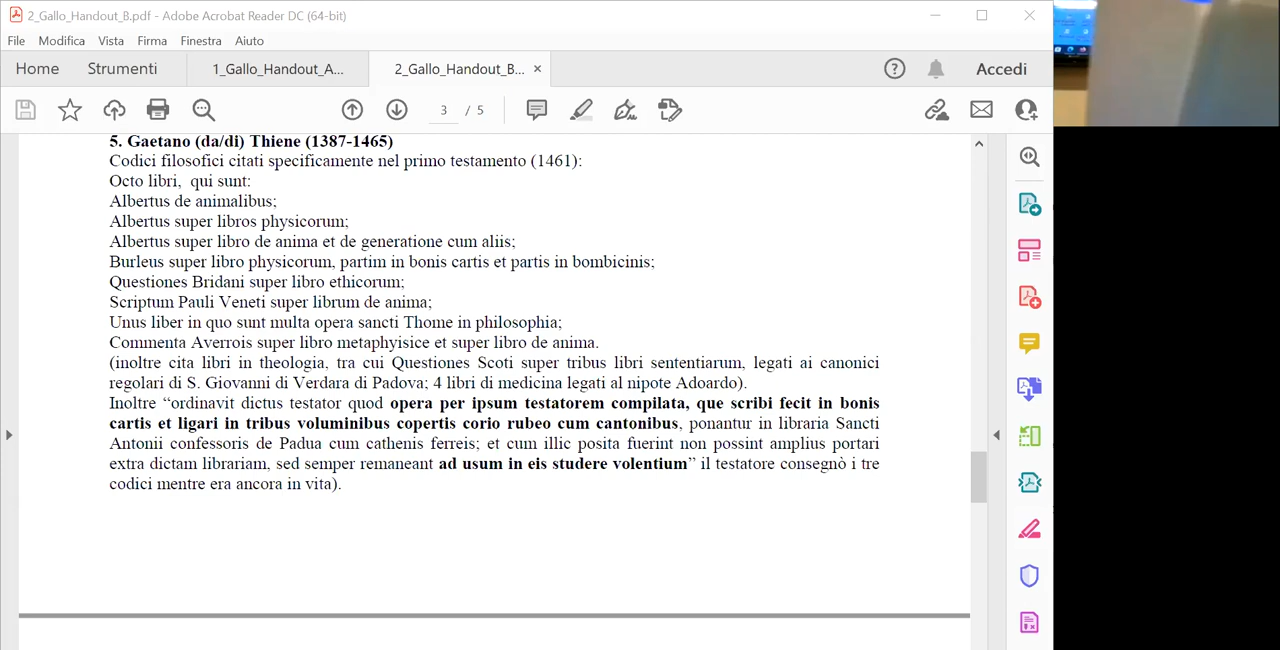 2_Gallo_Handout_B.pdf - Adobe Acrobat Reader DC (64-bit)
File Modifica Vista Firma Finestra Aiuto
Home Strumenti 1_Gallo_Handout_A... 2_Gallo_Handout_B... × Accedi
3 / 5
5. Gaetano (da/di) Thiene (1387-1465)
Codici filosofici citati specificamente nel primo testamento (1461):
Octo libri, qui sunt:
Albertus de animalibus;
Albertus super libros physicorum;
Albertus super libro de anima et de generatione cum aliis;
Burleus super libro physicorum, partim in bonis cartis et partis in bombicinis;
Questiones Bridani super libro ethicorum;
Scriptum Pauli Veneti super librum de anima;
Unus liber in quo sunt multa opera sancti Thome in philosophia;
Commenta Averrois super libro metaphyisice et super libro de anima.
(inoltre cita libri in theologia, tra cui Questiones Scoti super tribus libri sententiarum, legati ai canonici
regolari di S. Giovanni di Verdara di Padova; 4 libri di medicina legati al nipote Adoardo).
Inoltre “ordinavit dictus testator quod opera per ipsum testatorem compilata, que scribi fecit in bonis
cartis et ligari in tribus voluminibus copertis corio rubeo cum cantonibus, ponantur in libraria Sancti
Antonii confessoris de Padua cum cathenis ferreis; et cum illic posita fuerint non possint amplius portari
extra dictam librariam, sed semper remaneant ad usum in eis studere volentium” il testatore consegnò i tre
codici mentre era ancora in vita).